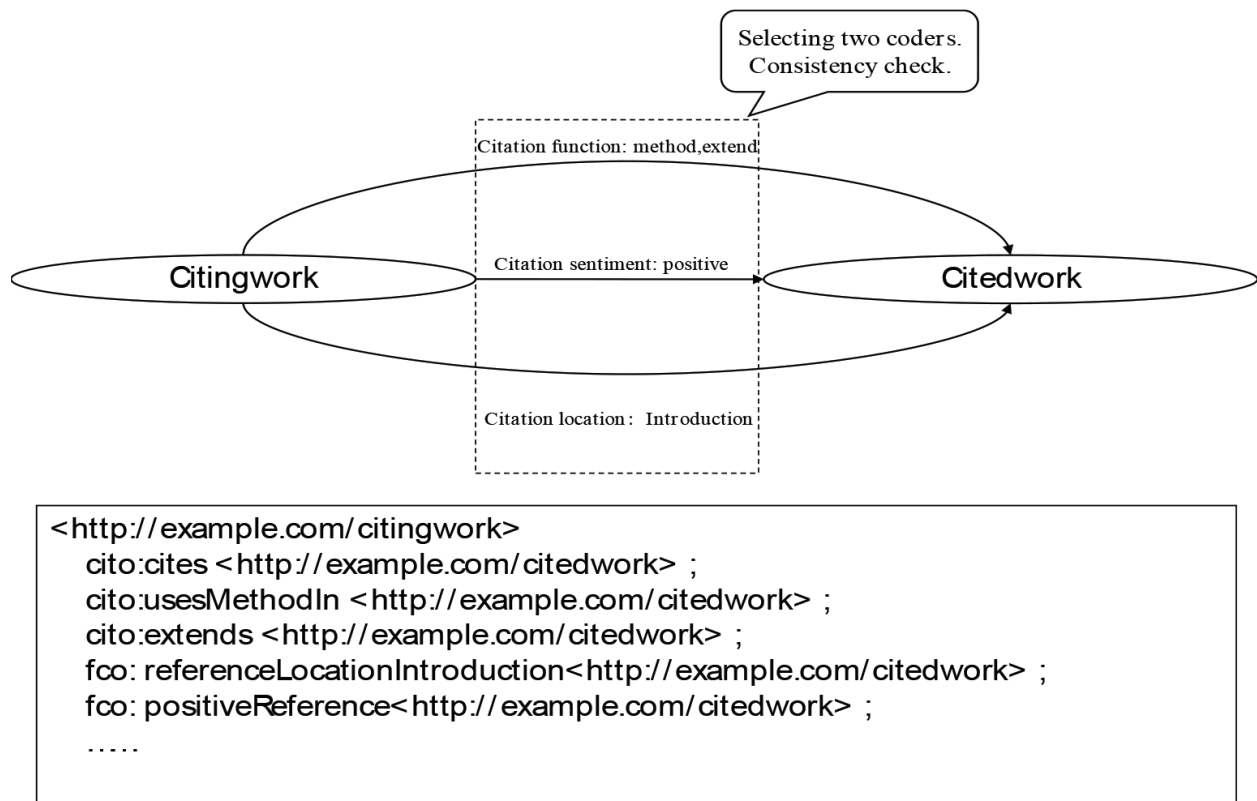 Selecting two coders.
Consistency check.
Citation function: method,extend
Citingwork
Citation sentiment: positive
Citedwork
Citation location: Introduction
<http://example.com/citingwork>
cito:cites <http://example.com/citedwork> ;
cito:usesMethodIn <http://example.com/citedwork> ;
cito:extends <http://example.com/citedwork> ;
fco: referenceLocationIntroduction<http://example.com/citedwork> ;
fco: positiveReference<http://example.com/citedwork> ;
.....